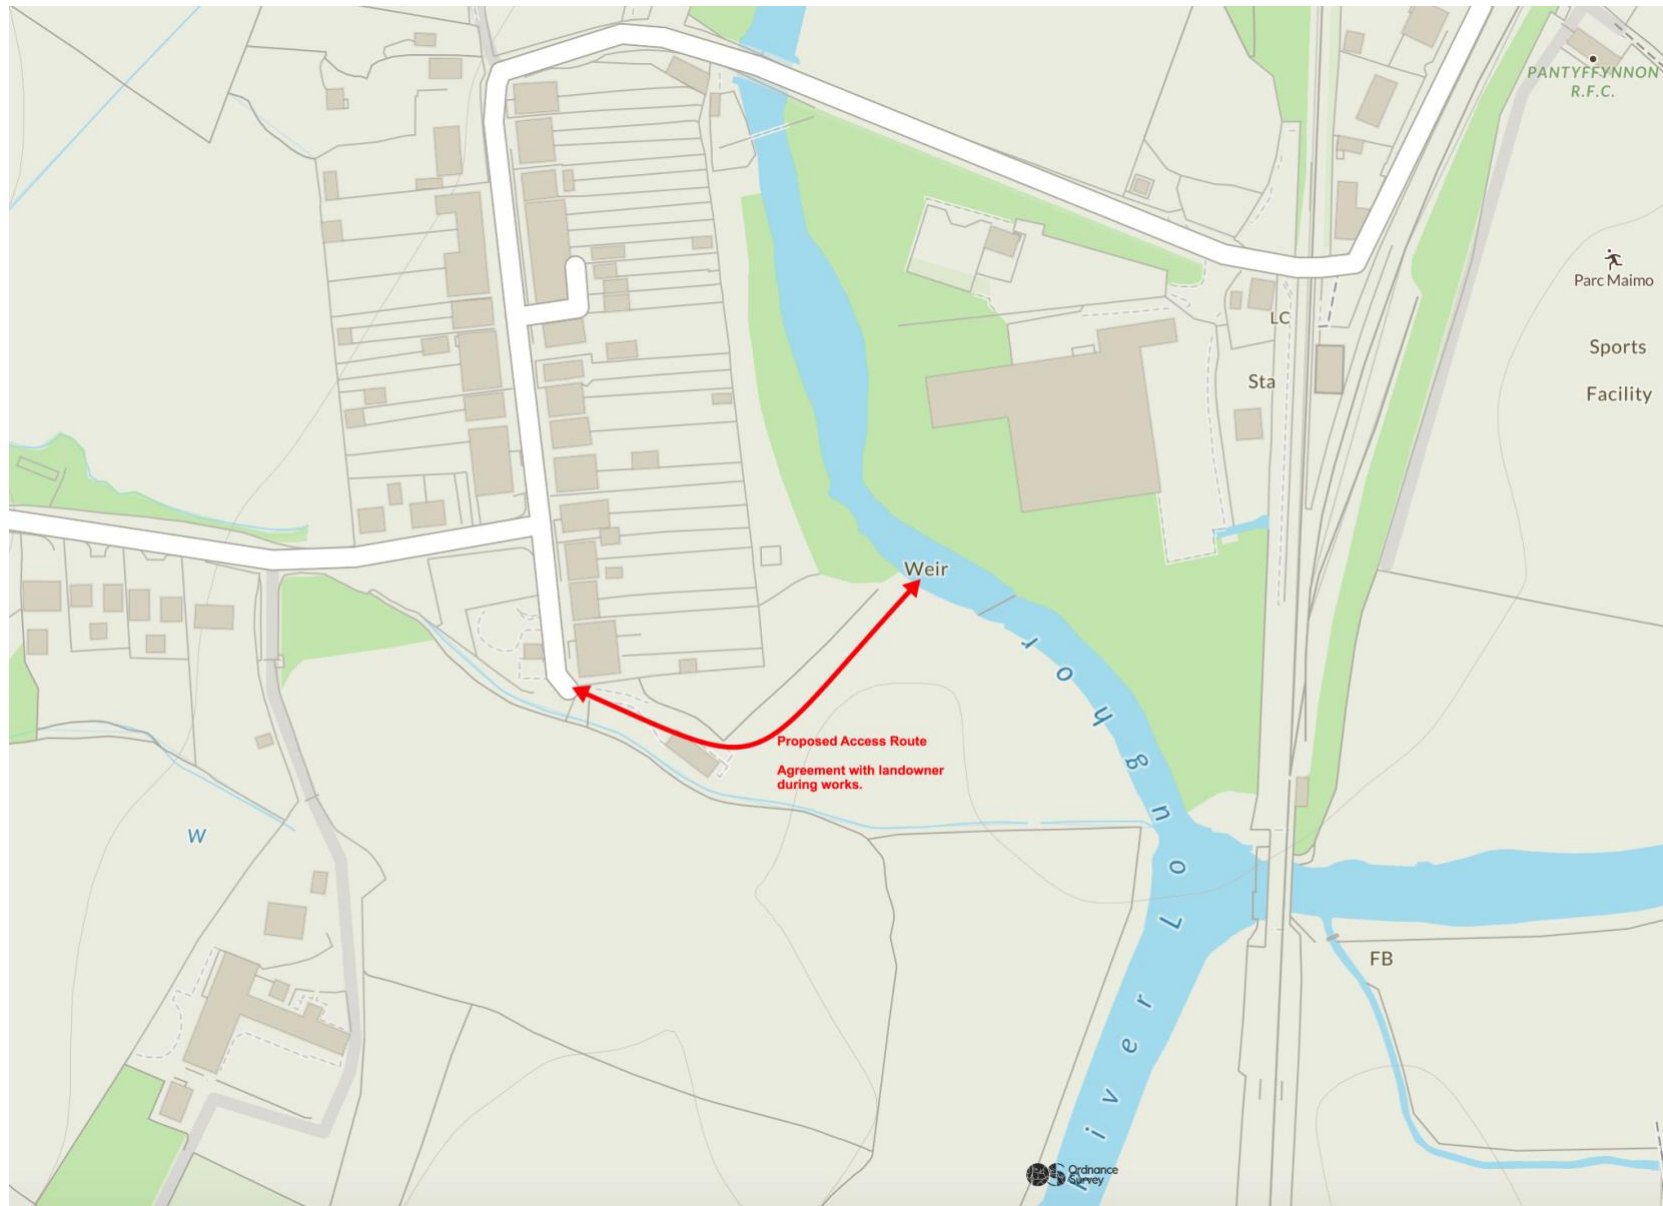 PANTYFFYNNON
R.F.C.
Parc Maimo
LC
Sports
Sta
Facility
Weir
Proposed Access Route
Agreement with landowner
during works.
W
River Loughor
FB
OS
Ordnance
Survey